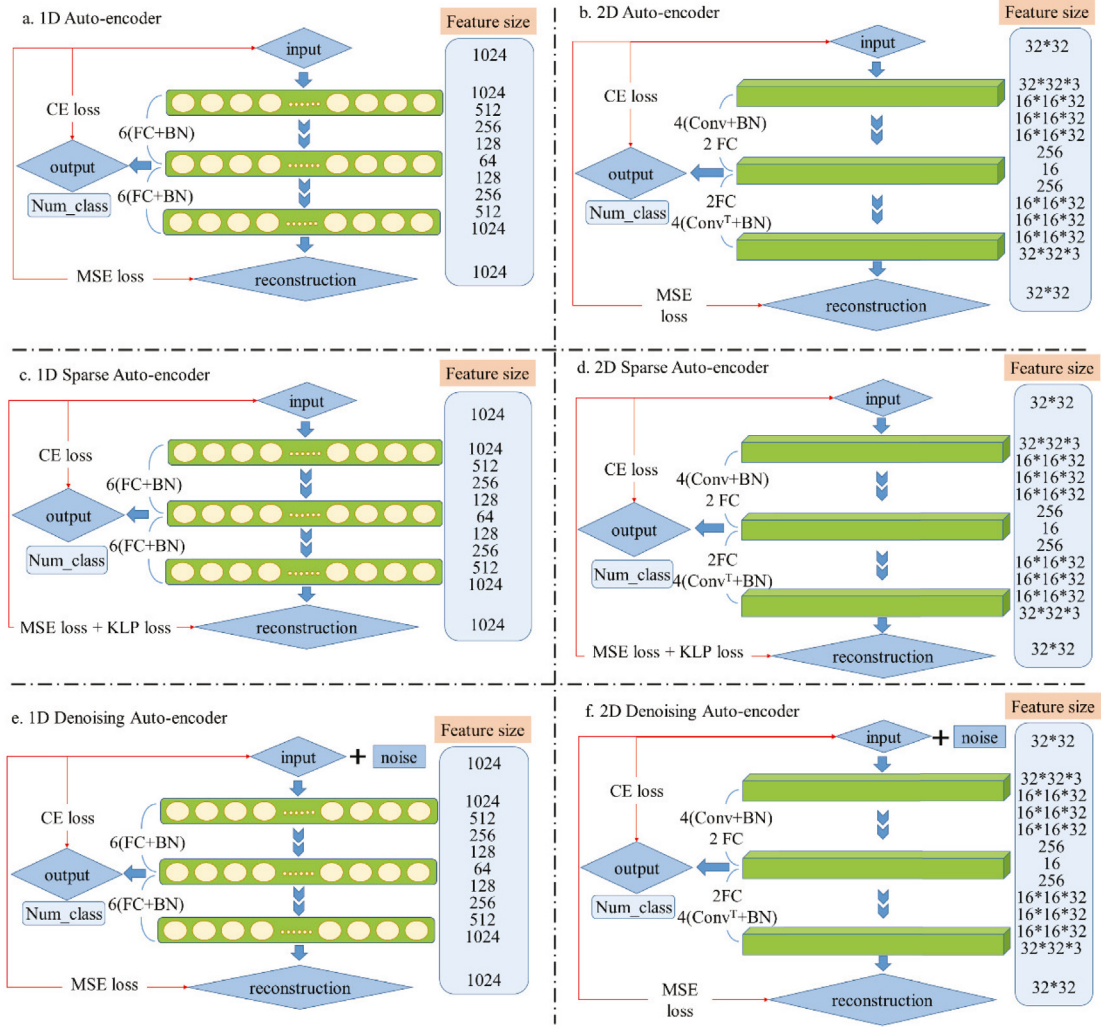 a. 1D Auto-encoder
Feature size
input
1024
CE loss
1024
512
6(FC+BN)
256
128
output
64
128
Num_class
6(FC+BN)
256
512
1024
MSE loss
reconstruction
1024
b. 2D Auto-encoder
Feature size
input
32*32
CE loss
32*32*3
4(Conv+BN)
16*16*32
2 FC
16*16*32
16*16*32
256
output
16
256
Num_class
2FC
16*16*32
4(Convᵀ+BN)
16*16*32
16*16*32
32*32*3
MSE
loss
reconstruction
32*32
c. 1D Sparse Auto-encoder
Feature size
input
1024
CE loss
1024
512
6(FC+BN)
256
128
output
64
128
Num_class
6(FC+BN)
256
512
1024
MSE loss + KLP loss
reconstruction
1024
d. 2D Sparse Auto-encoder
Feature size
input
32*32
CE loss
32*32*3
4(Conv+BN)
16*16*32
2 FC
16*16*32
16*16*32
256
output
16
256
Num_class
2FC
16*16*32
4(Convᵀ+BN)
16*16*32
16*16*32
32*32*3
MSE loss + KLP loss
reconstruction
32*32
e. 1D Denoising Auto-encoder
Feature size
input + noise
1024
CE loss
1024
512
6(FC+BN)
256
128
output
64
128
Num_class
6(FC+BN)
256
512
1024
MSE loss
reconstruction
1024
f. 2D Denoising Auto-encoder
Feature size
input + noise
32*32
CE loss
32*32*3
4(Conv+BN)
16*16*32
2 FC
16*16*32
16*16*32
256
output
16
256
Num_class
2FC
16*16*32
4(Convᵀ+BN)
16*16*32
16*16*32
32*32*3
MSE
loss
reconstruction
32*32